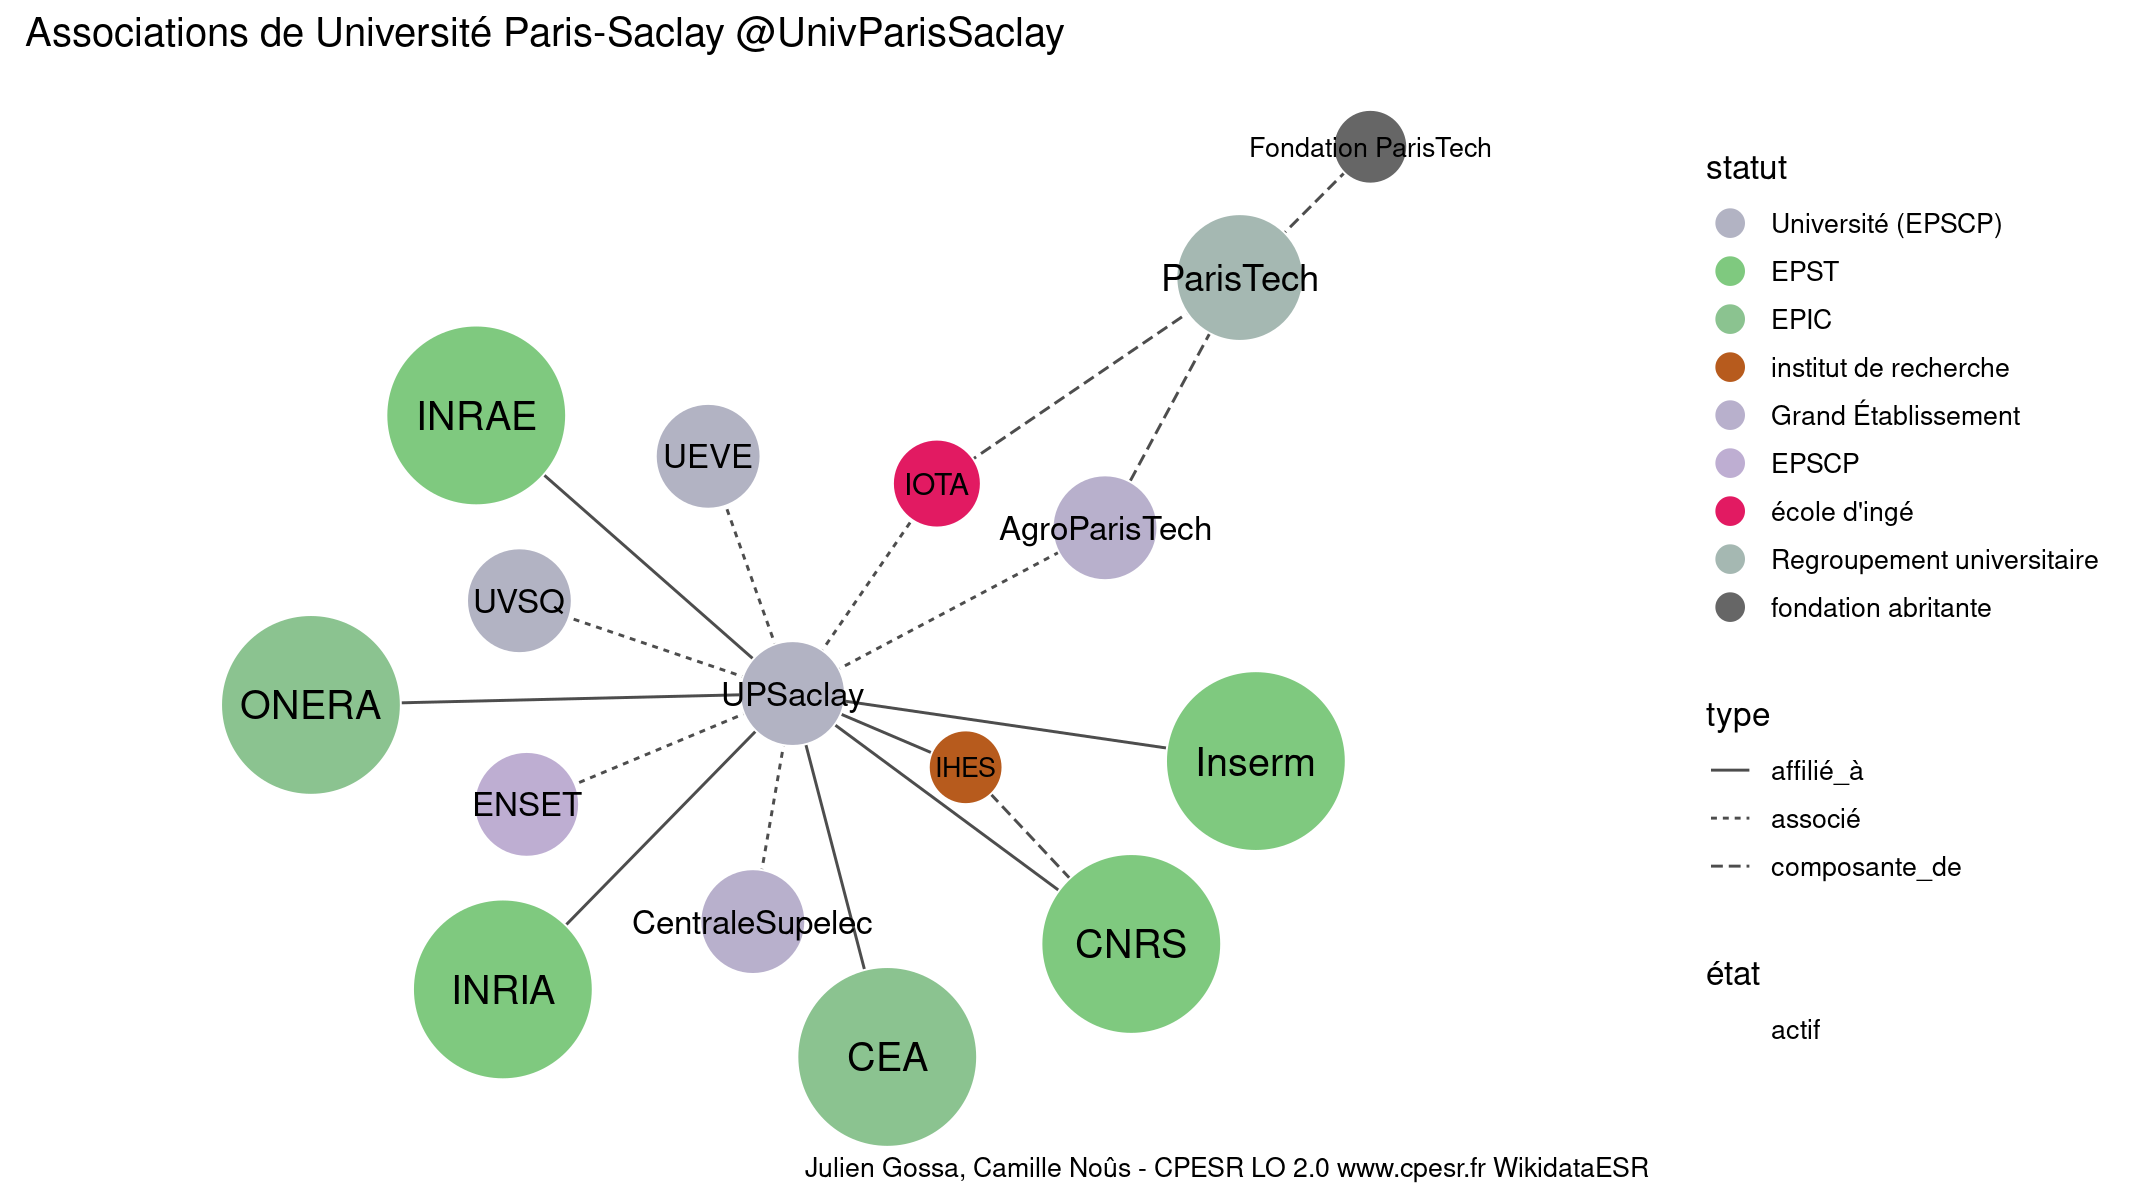 Associations de Université Paris-Saclay @UnivParisSaclay
Fondation ParisTech
ParisTech
INRAE
UEVE
IOTA
AgroParisTech
UVSQ
UPSaclay
ONERA
Inserm
IHES
ENSET
CentraleSupelec
CNRS
INRIA
CEA
statut
Université (EPSCP)
EPST
EPIC
institut de recherche
Grand Établissement
EPSCP
école d'ingé
Regroupement universitaire
fondation abritante
type
affilié_à
associé
composante_de
état
actif
Julien Gossa, Camille Noûs - CPESR LO 2.0 www.cpesr.fr WikidataESR